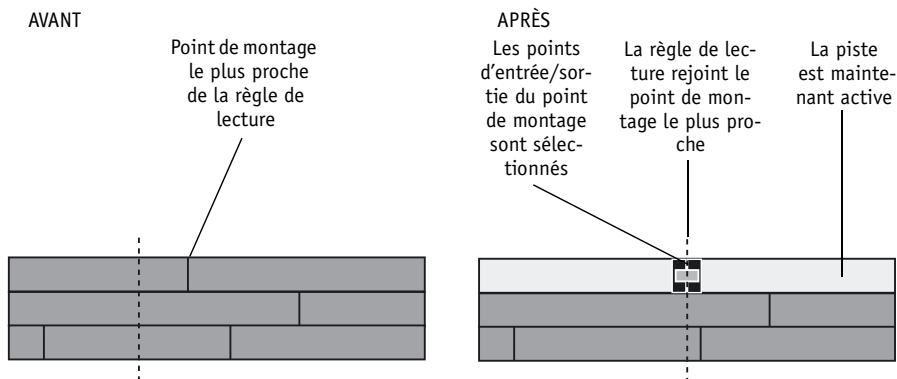 AVANT
Point de montage
le plus proche
de la règle de
lecture
APRÈS
Les points
d'entrée/sor-
tie du point
de montage
sont sélec-
tionnés
La règle de lec-
ture rejoint le
point de mon-
tage le plus pro-
che
La piste
est mainte-
nant active